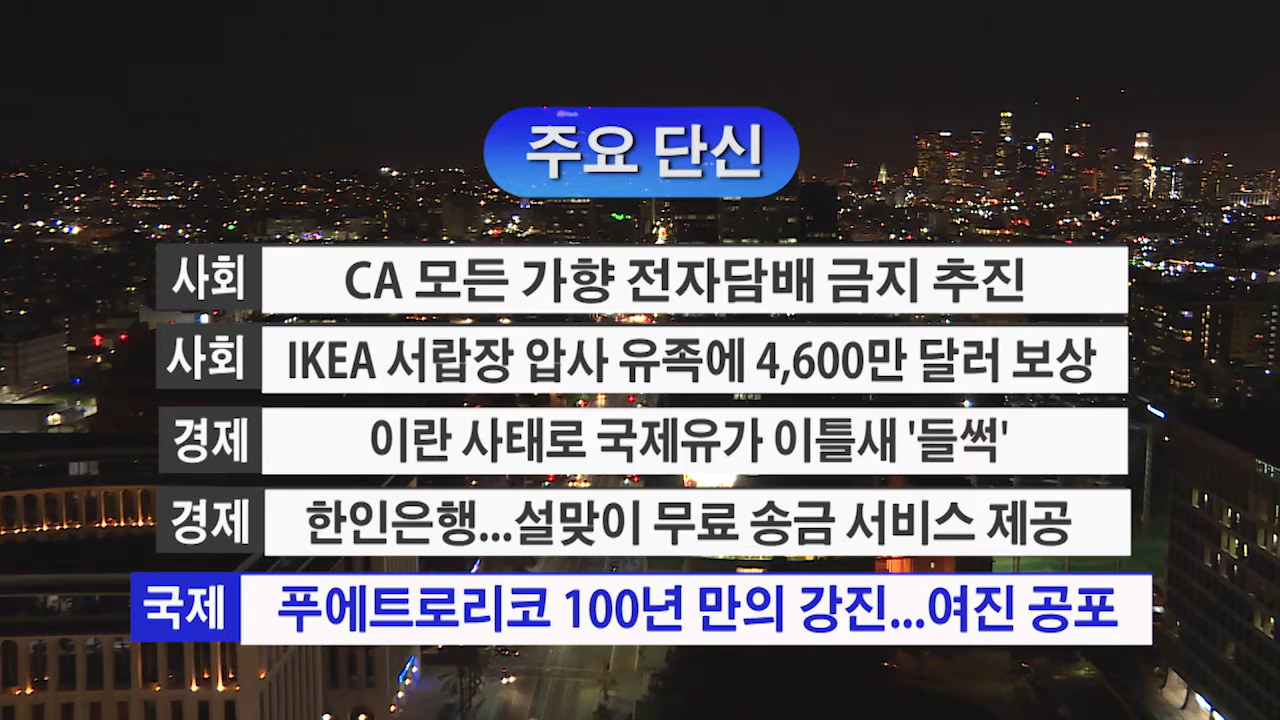 주요 단신
사회 CA 모든 가향 전자담배 금지 추진
사회 IKEA 서랍장 압사 유족에 4,600만 달러 보상
경제 이란 사태로 국제유가 이틀새 '들썩'
경제 한인은행...설맞이 무료 송금 서비스 제공
국제 푸에트로리코 100년 만의 강진...여진 공포